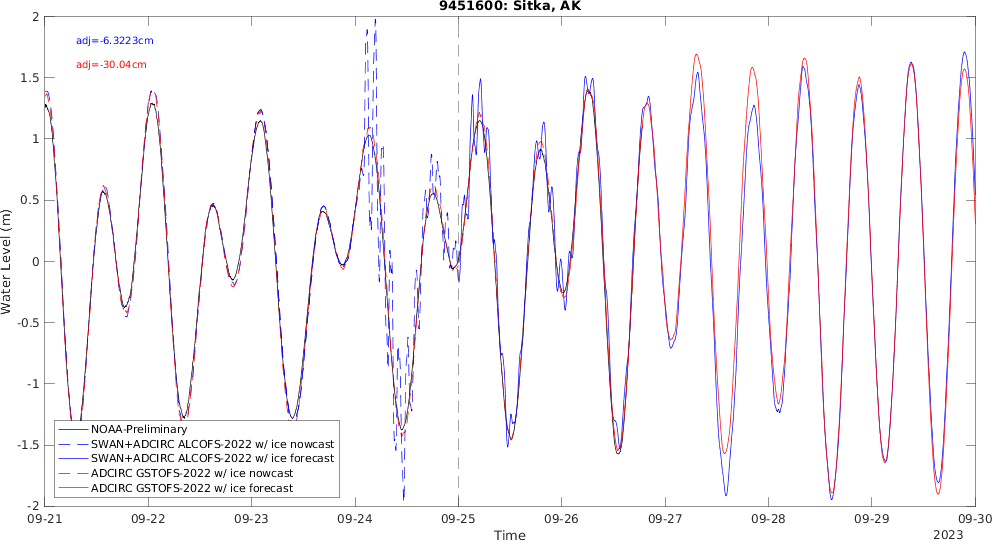 9451600: Sitka, AK
adj=-6.3223cm
adj=-30.04cm
Water Level (m)
2
1.5
1
0.5
0
-0.5
-1
-1.5
-2
NOAA-Preliminary
SWAN+ADCIRC ALCOFS-2022 w/ ice nowcast
SWAN+ADCIRC ALCOFS-2022 w/ ice forecast
ADCIRC GSTOFS-2022 w/ ice nowcast
ADCIRC GSTOFS-2022 w/ ice forecast
09-21 09-22 09-23 09-24 09-25 09-26 09-27 09-28 09-29 09-30
Time
2023